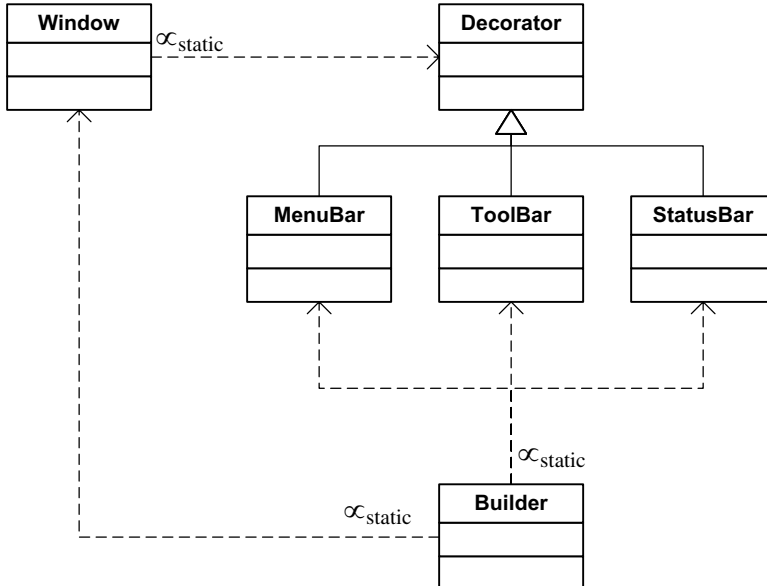 Window
Decorator
∝static
MenuBar
ToolBar
StatusBar
∝static
∝static
Builder